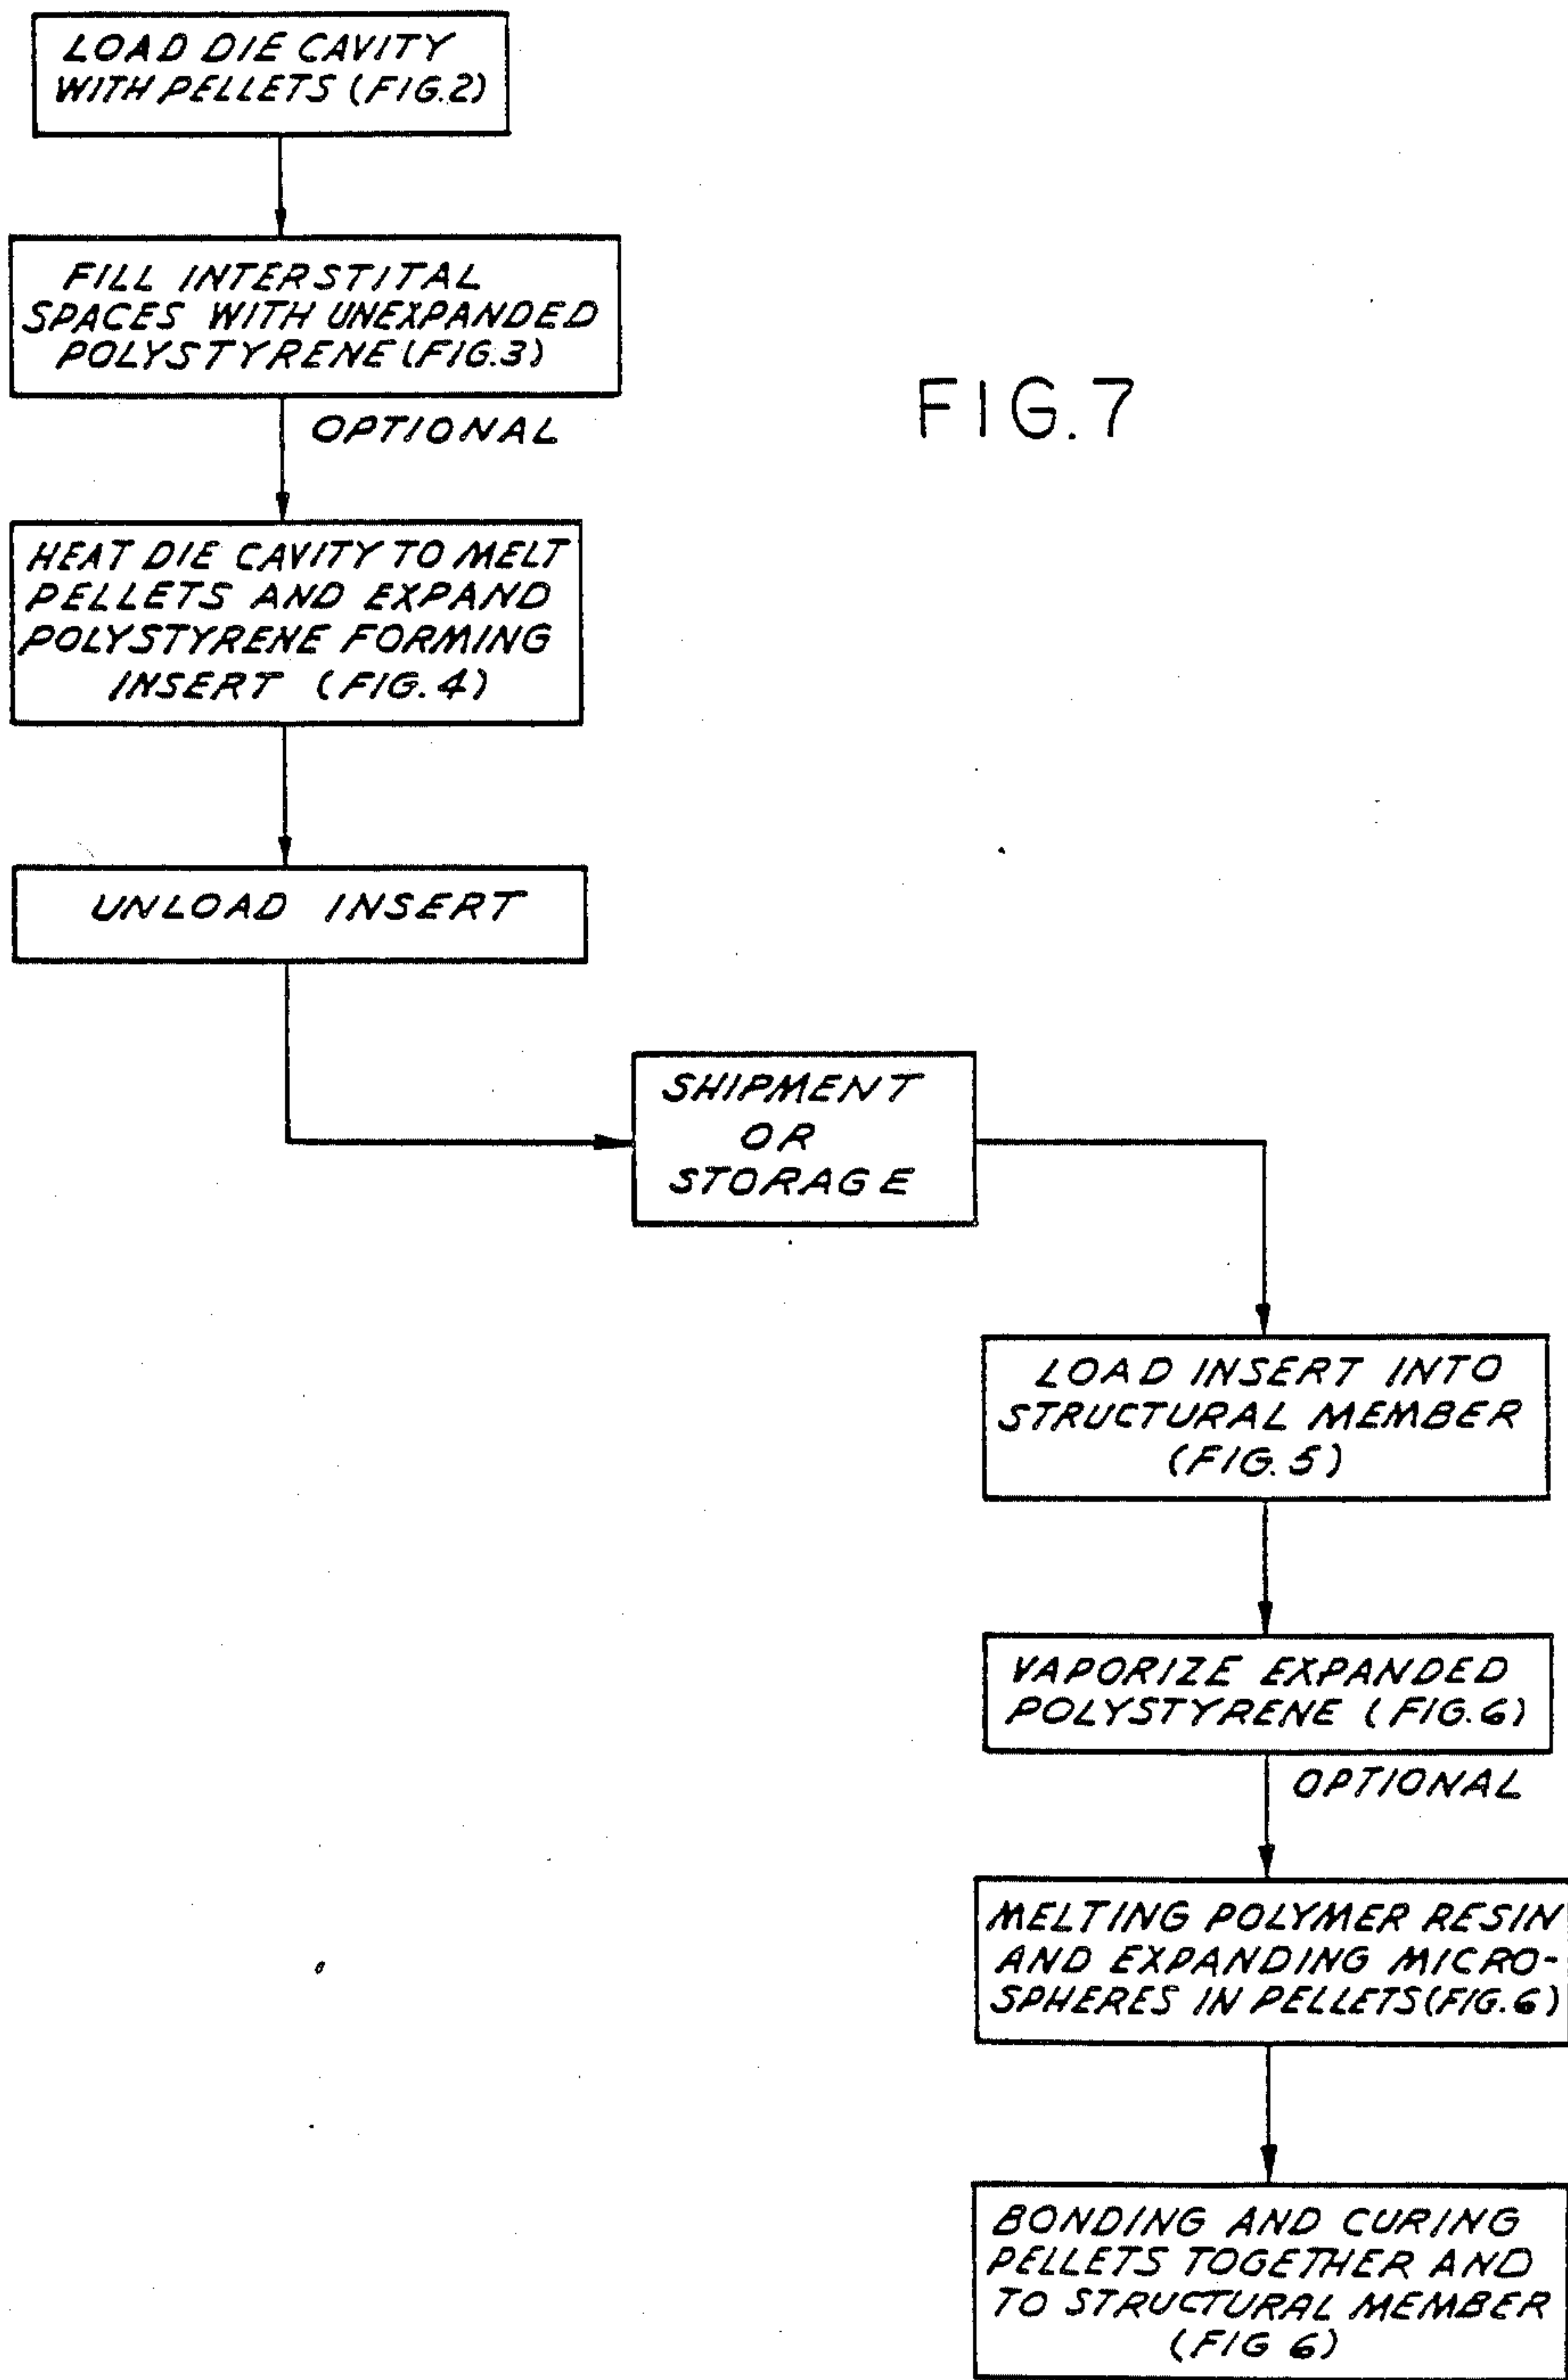 LOAD DIE CAVITY
WITH PELLETS (FIG.2)
FILL INTERSTITAL
SPACES WITH UNEXPANDED
POLYSTYRENE (FIG.3)
OPTIONAL
FIG.7
HEAT DIE CAVITY TO MELT
PELLETS AND EXPAND
POLYSTYRENE FORMING
INSERT (FIG. 4)
UNLOAD INSERT
SHIPMENT
OR
STORAGE
LOAD INSERT INTO
STRUCTURAL MEMBER
(FIG. 5)
VAPORIZE EXPANDED
POLYSTYRENE (FIG.6)
OPTIONAL
MELTING POLYMER RESIN
AND EXPANDING MICRO-
SPHERES IN PELLETS (FIG.6)
BONDING AND CURING
PELLETS TOGETHER AND
TO STRUCTURAL MEMBER
(FIG 6)